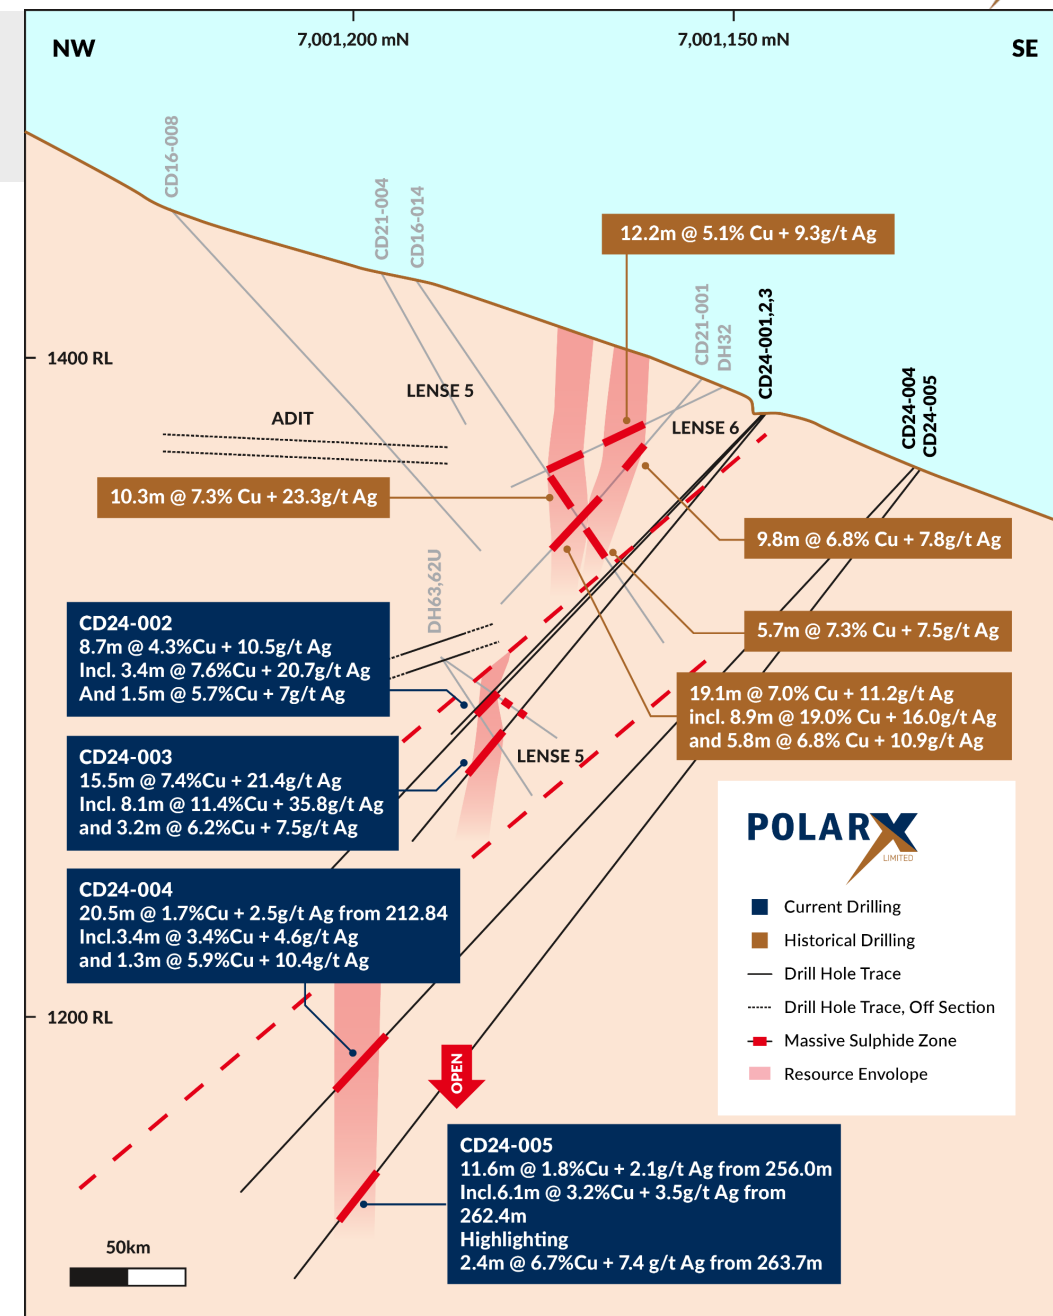 7,001,200 mN
7,001,150 mN
NW
SE
CD16-008
CD21-004
CD16-014
12.2m @ 5.1% Cu + 9.3g/t Ag
CD21-001
DH32
CD24-001,2,3
CD24-004
CD24-005
1400 RL
LENSE 5
ADIT
LENSE 6
10.3m @ 7.3% Cu + 23.3g/t Ag
9.8m @ 6.8% Cu + 7.8g/t Ag
DH63,62U
CD24-002
8.7m @ 4.3%Cu + 10.5g/t Ag
Incl. 3.4m @ 7.6%Cu + 20.7g/t Ag
And 1.5m @ 5.7%Cu + 7g/t Ag
5.7m @ 7.3% Cu + 7.5g/t Ag
19.1m @ 7.0% Cu + 11.2g/t Ag
incl. 8.9m @ 19.0% Cu + 16.0g/t Ag
and 5.8m @ 6.8% Cu + 10.9g/t Ag
CD24-003
15.5m @ 7.4%Cu + 21.4g/t Ag
Incl. 8.1m @ 11.4%Cu + 35.8g/t Ag
and 3.2m @ 6.2%Cu + 7.5g/t Ag
LENSE 5
CD24-004
20.5m @ 1.7%Cu + 2.5g/t Ag from 212.84
Incl.3.4m @ 3.4%Cu + 4.6g/t Ag
and 1.3m @ 5.9%Cu + 10.4g/t Ag
POLARX
LIMITED
Current Drilling
Historical Drilling
Drill Hole Trace
Drill Hole Trace, Off Section
Massive Sulphide Zone
Resource Envolope
1200 RL
OPEN
CD24-005
11.6m @ 1.8%Cu + 2.1g/t Ag from 256.0m
Incl.6.1m @ 3.2%Cu + 3.5g/t Ag from
262.4m
Highlighting
2.4m @ 6.7%Cu + 7.4 g/t Ag from 263.7m
50km